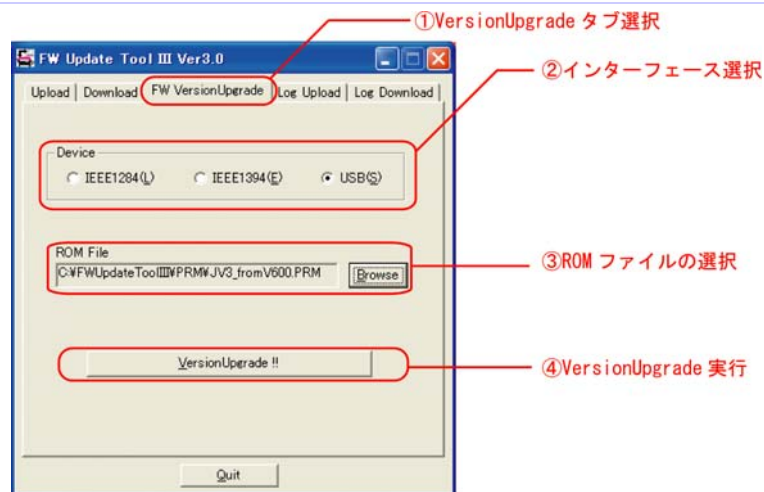 ①VersionUpgrade タブ選択
FW Update Tool Ⅲ Ver3.0
②インターフェース選択
Upload
Download
FW VersionUpgrade
Log Upload
Log Download
Device
IEEE1284(L)
IEEE1394(E)
USB(S)
ROM File
C:¥FWUpdateToolⅢ¥PRM¥JV3_fromV600.PRM
Browse
③ROM ファイルの選択
VersionUpgrade !!
④VersionUpgrade 実行
Quit